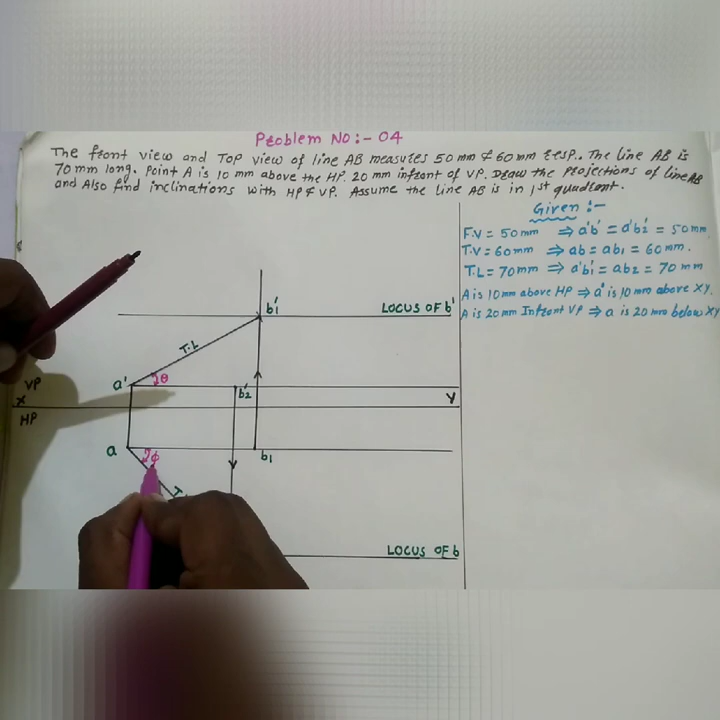 Problem NO:- 04
The front view and Top view of line AB measures 50 mm & 60 mm resp.. The line AB is
70 mm long. Point A is 10 mm above the HP. 20 mm infront of VP. Draw the projections of line AB
and Also find inclinations with HP & VP. Assume the line AB is in 1st quadrant.
Given :-
F.V = 50 mm ⇒ a'b' = a'b2' = 50 mm.
T.V = 60 mm ⇒ ab = ab1 = 60 mm.
T.L = 70 mm ⇒ a'b1' = ab2 = 70 mm
A is 10 mm above HP ⇒ a' is 10 mm above XY.
A is 20 mm Infront VP ⇒ a is 20 mm below XY
b1'
LOCUS OF b'
T.L
a'
θ
b2'
VP
X
Y
HP
a
φ
b1
T
LOCUS OF b